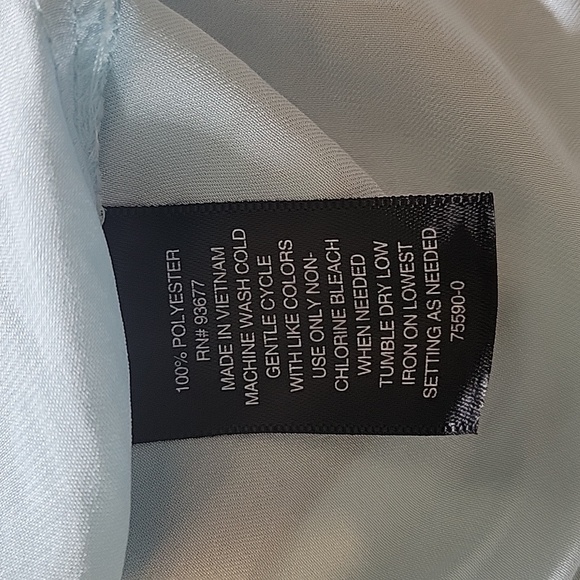 100% POLYESTER
RN# 93677
MADE IN VIETNAM
MACHINE WASH COLD
GENTLE CYCLE
WITH LIKE COLORS
USE ONLY NON-
CHLORINE BLEACH
WHEN NEEDED
TUMBLE DRY LOW
IRON ON LOWEST
SETTING AS NEEDED
75590-0